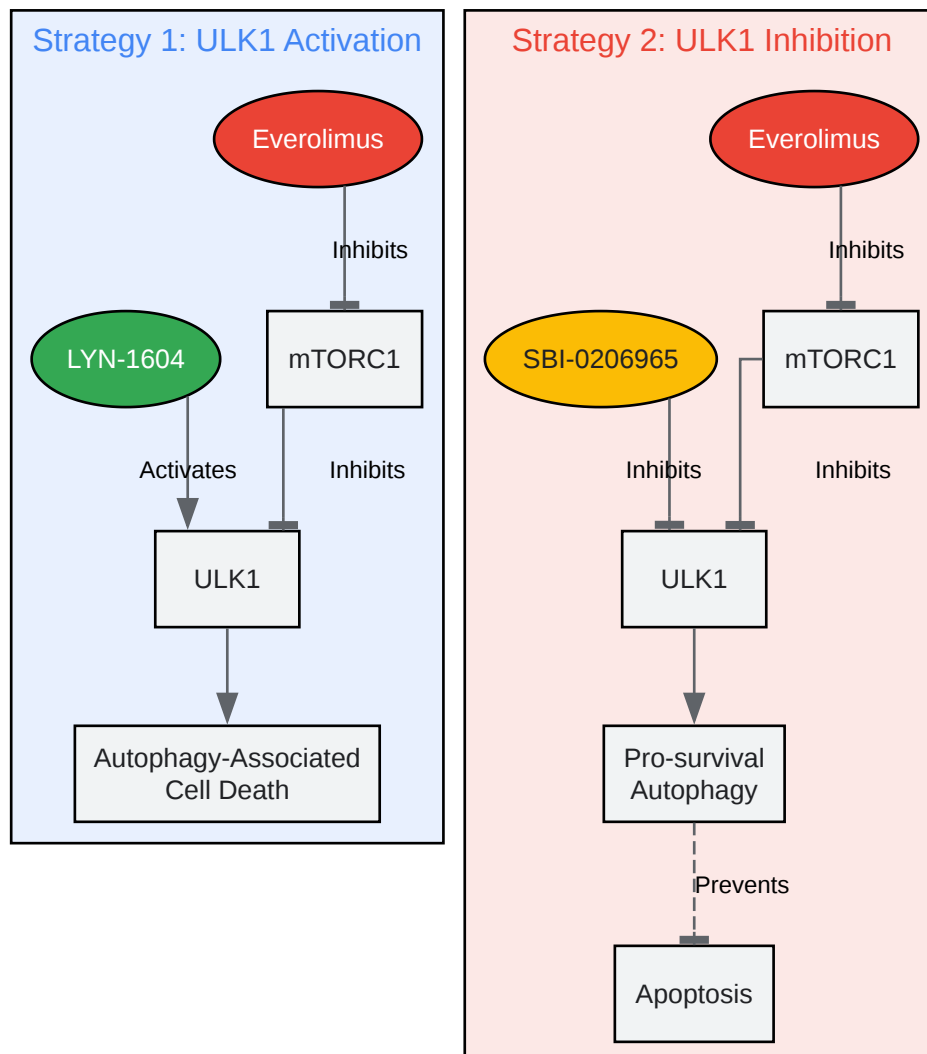 Strategy 1: ULK1 Activation
Everolimus
Inhibits
LYN-1604
mTORC1
Activates
Inhibits
ULK1
Autophagy-Associated
Cell Death
Strategy 2: ULK1 Inhibition
Everolimus
Inhibits
SBI-0206965
mTORC1
Inhibits
Inhibits
ULK1
Pro-survival
Autophagy
Prevents
Apoptosis